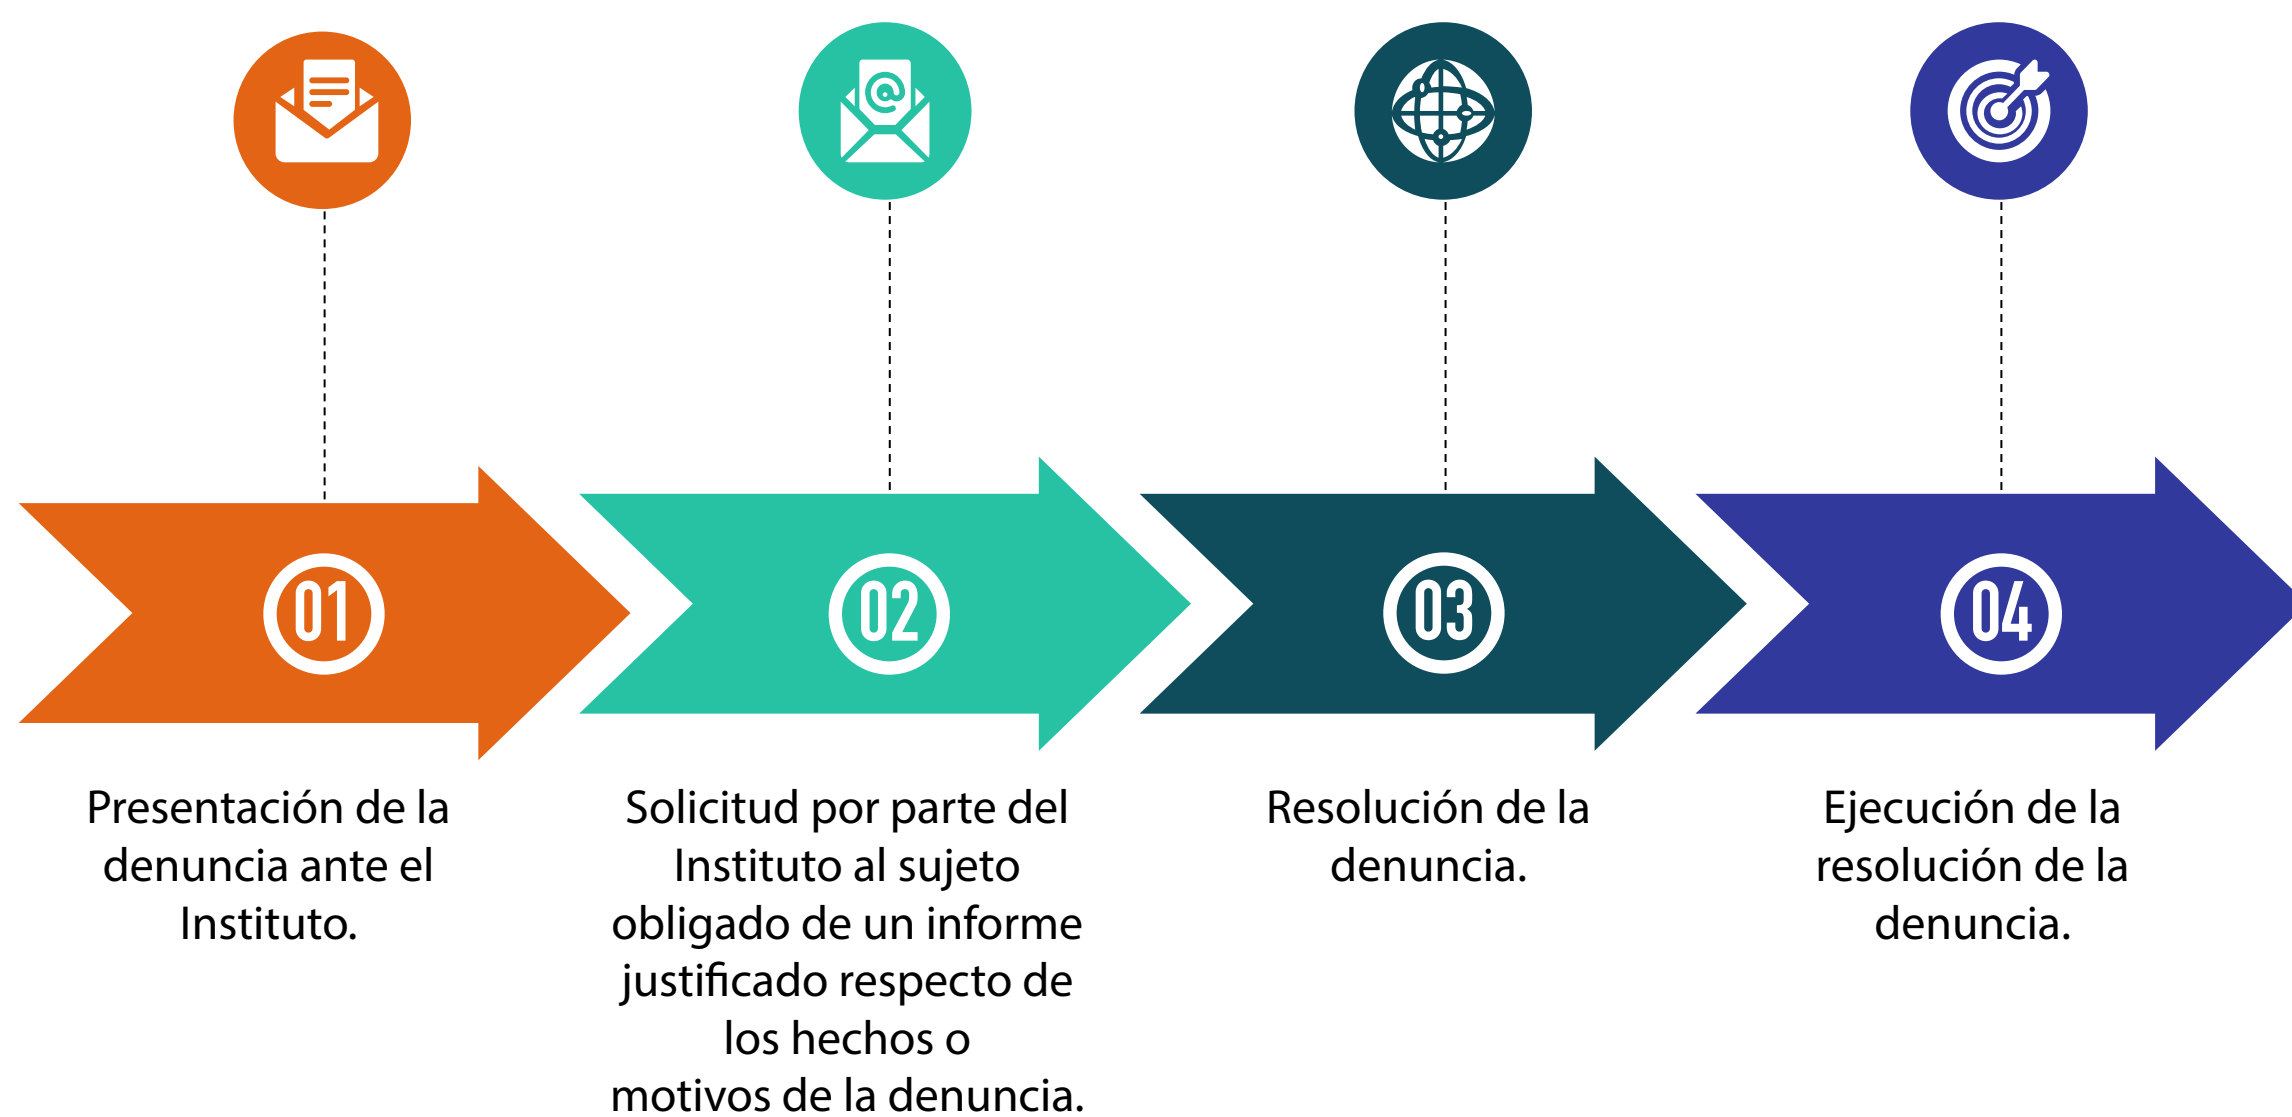 01
Presentación de la
denuncia ante el
Instituto.
02
Solicitud por parte del
Instituto al sujeto
obligado de un informe
justificado respecto de
los hechos o
motivos de la denuncia.
03
Resolución de la
denuncia.
04
Ejecución de la
resolución de la
denuncia.